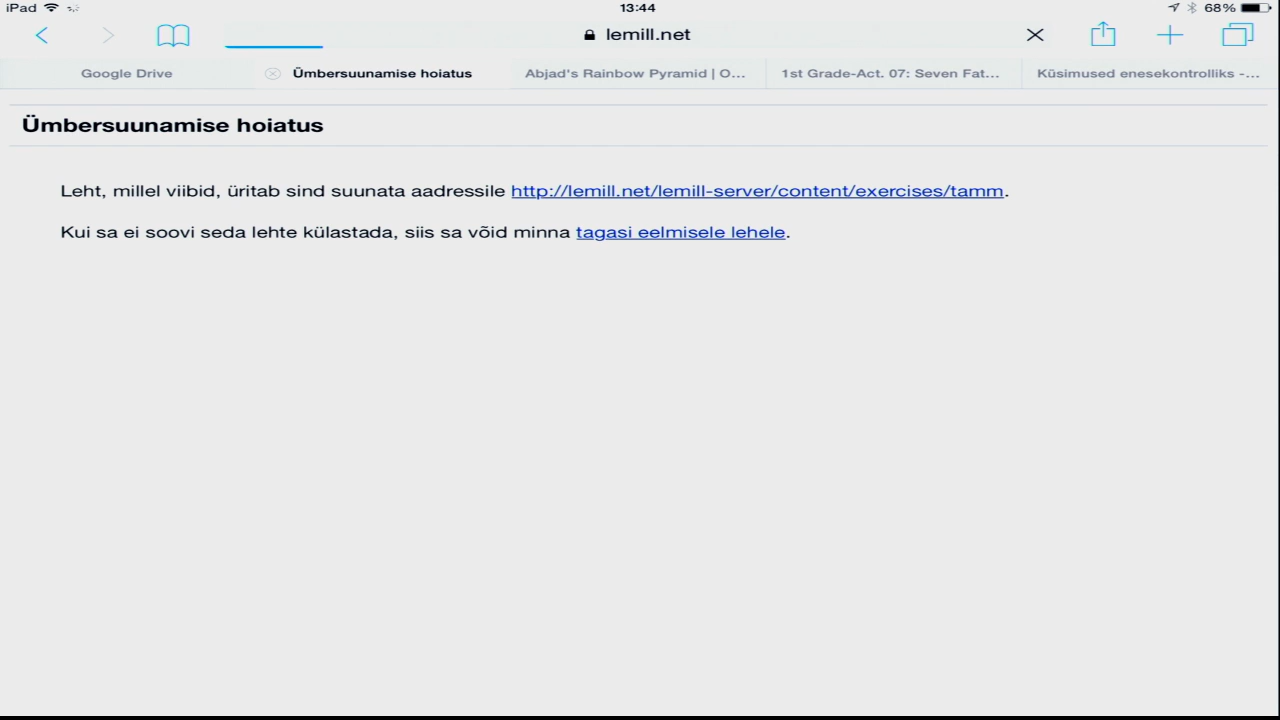 iPad 13:44 68%
lemill.net
Google Drive Ümbersuunamise hoiatus Abjad's Rainbow Pyramid | O... 1st Grade-Act. 07: Seven Fat... Küsimused enesekontrolliks -...
Ümbersuunamise hoiatus
Leht, millel viibid, üritab sind suunata aadressile http://lemill.net/lemill-server/content/exercises/tamm.
Kui sa ei soovi seda lehte külastada, siis sa võid minna tagasi eelmisele lehele.